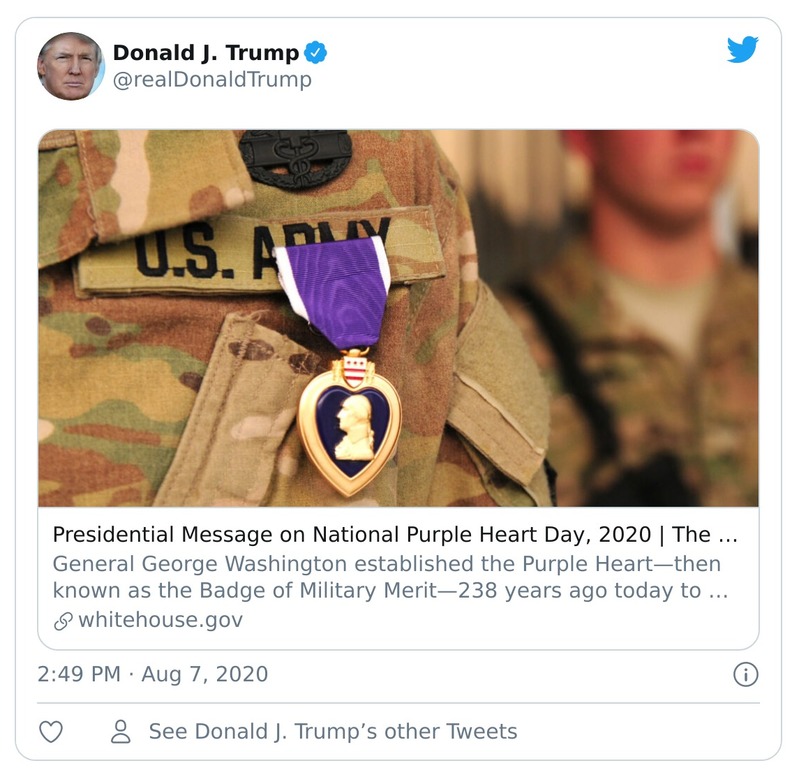 Donald J. Trump
@realDonaldTrump
U.S. ARMY
Presidential Message on National Purple Heart Day, 2020 | The ...
General George Washington established the Purple Heart—then
known as the Badge of Military Merit—238 years ago today to ...
whitehouse.gov
2:49 PM · Aug 7, 2020
See Donald J. Trump’s other Tweets